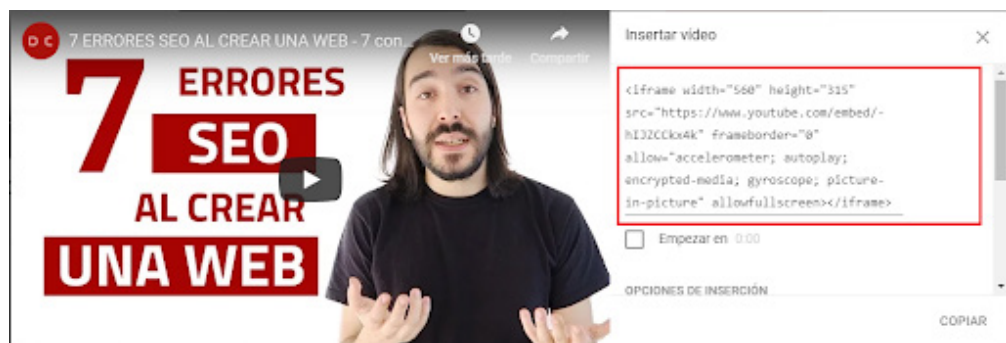 DC 7 ERRORES SEO AL CREAR UNA WEB - 7 con...
Ver más tarde
Compartir
7
ERRORES
SEO
AL CREAR
UNA WEB
Insertar vídeo
<iframe width="560" height="315"
src="https://www.youtube.com/embed/-
hIJZCCkx4k" frameborder="0"
allow="accelerometer; autoplay;
encrypted-media; gyroscope; picture-
in-picture" allowfullscreen></iframe>
Empezar en 0:00
OPCIONES DE INSERCIÓN
COPIAR